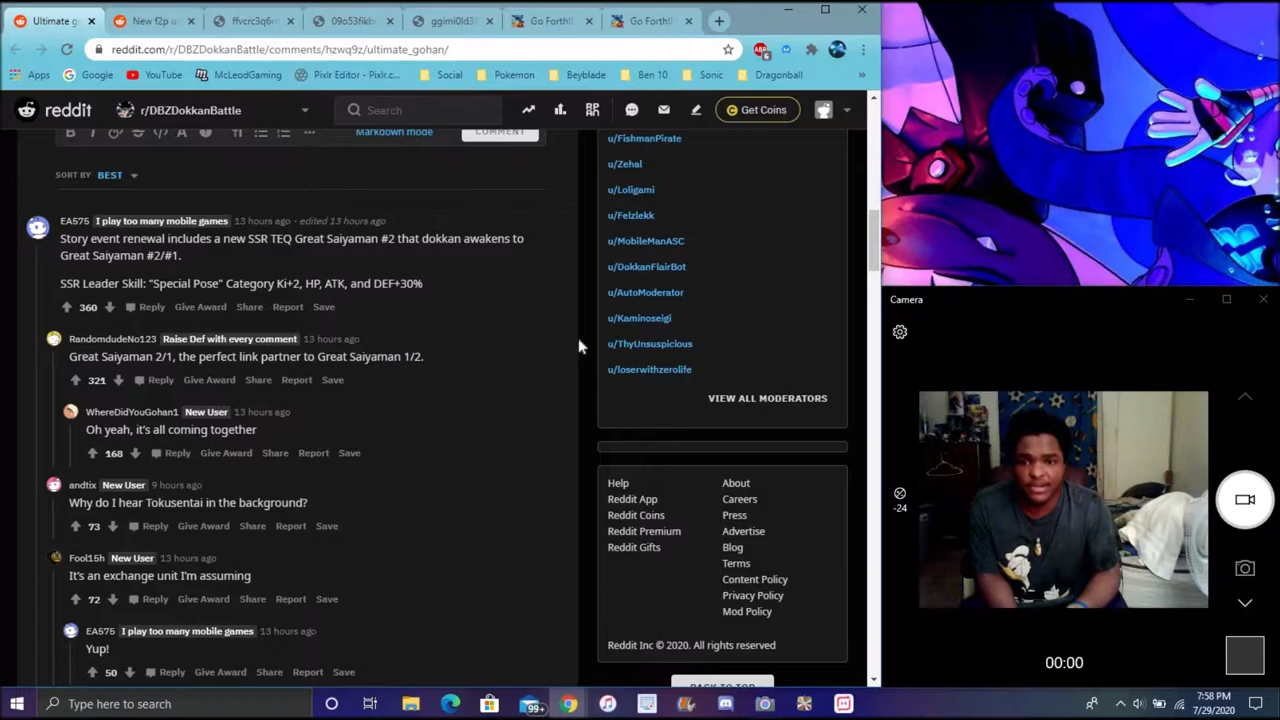 Ultimate g
New f2p u
ffvcrc3q6r
09o53fikb
ggimi0ld3
Go Forth!!
Go Forth!!
reddit.com/r/DBZDokkanBattle/comments/hzwq9z/ultimate_gohan/
ABP
6
Apps
Google
YouTube
McLeodGaming
Pixlr Editor - Pixlr.c...
Social
Pokemon
Beyblade
Ben 10
Sonic
Dragonball
»
reddit
r/DBZDokkanBattle
Search
Get Coins
Markdown mode
COMMENT
SORT BY BEST
EA575 I play too many mobile games 13 hours ago · edited 13 hours ago
Story event renewal includes a new SSR TEQ Great Saiyaman #2 that dokkan awakens to
Great Saiyaman #2/#1.
SSR Leader Skill: "Special Pose" Category Ki+2, HP, ATK, and DEF+30%
360 Reply Give Award Share Report Save
RandomdudeNo123 Raise Def with every comment 13 hours ago
Great Saiyaman 2/1, the perfect link partner to Great Saiyaman 1/2.
321 Reply Give Award Share Report Save
WhereDidYouGohan1 New User 13 hours ago
Oh yeah, it's all coming together
168 Reply Give Award Share Report Save
andtix New User 9 hours ago
Why do I hear Tokusentai in the background?
73 Reply Give Award Share Report Save
Fool15h New User 13 hours ago
It's an exchange unit I'm assuming
72 Reply Give Award Share Report Save
EA575 I play too many mobile games 13 hours ago
Yup!
50 Reply Give Award Share Report Save
u/FishmanPirate
u/Zehal
u/Loligami
u/Felzlekk
u/MobileManASC
u/DokkanFlairBot
u/AutoModerator
u/Kaminoseigi
u/ThyUnsuspicious
u/loserwithzerolife
VIEW ALL MODERATORS
Help
Reddit App
Reddit Coins
Reddit Premium
Reddit Gifts
About
Careers
Press
Advertise
Blog
Terms
Content Policy
Privacy Policy
Mod Policy
Reddit Inc © 2020. All rights reserved
BACK TO TOP
Camera
-24
00:00
Type here to search
99+
7:58 PM
7/29/2020